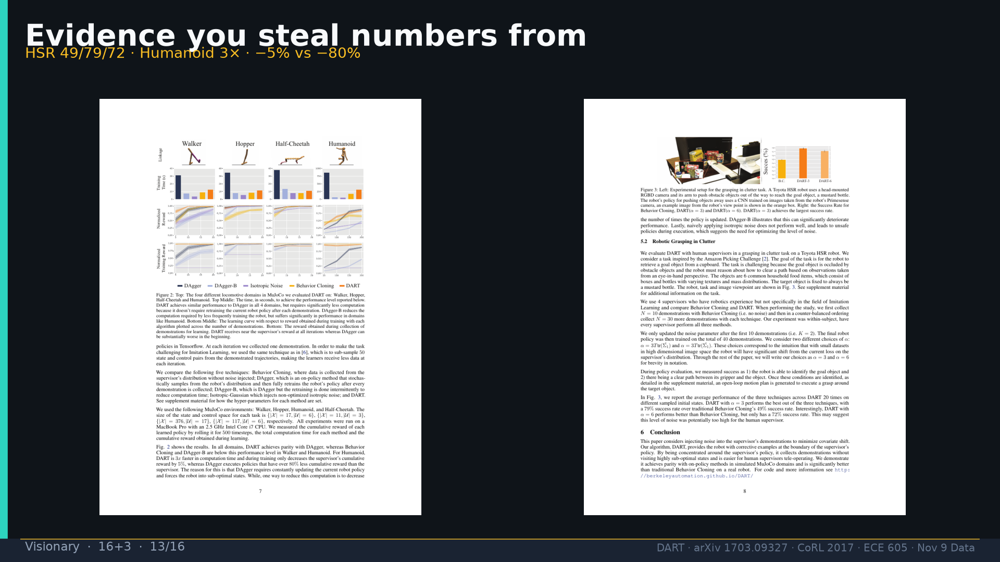 Evidence you steal numbers from
HSR 49/79/72 · Humanoid 3× · −5% vs −80%
Walker Hopper Half-Cheetah Humanoid
Linkage
Training Time (s)
Normalized Reward
Normalized Training Reward
DAgger DAgger-B Isotropic Noise Behavior Cloning DART
Figure 2: Top: The four different locomotive domains in MuJoCo we evaluated DART on: Walker, Hopper,
Half-Cheetah and Humanoid. Top Middle: The time, in seconds, to achieve the performance level reported below.
DART achieves similar performance to DAgger in all 4 domains, but requires significantly less computation
because it doesn't require retraining the current robot policy after each demonstration. DAgger-B reduces the
computation required by less frequently training the robot, but suffers significantly in performance in domains
like Humanoid. Bottom Middle: The learning curve with respect to reward obtained during training with each
algorithm plotted across the number of demonstrations. Bottom: The reward obtained during collection of
demonstrations for learning. DART receives near the supervisor's reward at all iterations whereas DAgger can
be substantially worse in the beginning.
policies in Tensorflow. At each iteration we collected one demonstration. In order to make the task
challenging for Imitation Learning, we used the same technique as in [6], which is to sub-sample 50
state and control pairs from the demonstrated trajectories, making the learners receive less data at
each iteration.
We compare the following five techniques: Behavior Cloning, where data is collected from the
supervisor's distribution without noise injected; DAgger, which is an on-policy method that stochas-
tically samples from the robot's distribution and then fully retrains the robot's policy after every
demonstration is collected; DAgger-B, which is DAgger but the retraining is done intermittently to
reduce computation time; Isotropic-Gaussian which injects non-optimized isotropic noise; and DART.
See supplement material for how the hyper-parameters for each method are set.
We used the following MuJoCo environments: Walker, Hopper, Humanoid, and Half-Cheetah. The
size of the state and control space for each task is {|𝒳| = 17, |𝒰| = 6}, {|𝒳| = 11, |𝒰| = 3},
{|𝒳| = 376, |𝒰| = 17}, {|𝒳| = 117, |𝒰| = 6}, respectively. All experiments were run on a
MacBook Pro with an 2.5 GHz Intel Core i7 CPU. We measured the cumulative reward of each
learned policy by rolling it for 500 timesteps, the total computation time for each method and the
cumulative reward obtained during learning.
Fig. 2 shows the results. In all domains, DART achieves parity with DAgger, whereas Behavior
Cloning and DAgger-B are below this performance level in Walker and Humanoid. For Humanoid,
DART is 3x faster in computation time and during training only decreases the supervisor's cumulative
reward by 5%, whereas DAgger executes policies that have over 80% less cumulative reward than the
supervisor. The reason for this is that DAgger requires constantly updating the current robot policy
and forces the robot into sub-optimal states. While, one way to reduce this computation is to decrease
7
Succes (%)
B.C. DART-3 DART-6
Figure 3: Left: Experimental setup for the grasping in clutter task. A Toyota HSR robot uses a head-mounted
RGBD camera and its arm to push obstacle objects out of the way to reach the goal object, a mustard bottle.
The robot's policy for pushing objects away uses a CNN trained on images taken from the robot's Primesense
camera, an example image from the robot's view point is shown in the orange box. Right: the Success Rate for
Behavior Cloning, DART(α = 3) and DART(α = 6). DART(α = 3) achieves the largest success rate.
the number of times the policy is updated. DAgger-B illustrates that this can significantly deteriorate
performance. Lastly, naively applying isotropic noise does not perform well, and leads to unsafe
policies during execution, which suggests the need for optimizing the level of noise.
5.2 Robotic Grasping in Clutter
We evaluate DART with human supervisors in a grasping in clutter task on a Toyota HSR robot. We
consider a task inspired by the Amazon Picking Challenge [2]. The goal of the task is for the robot to
retrieve a goal object from a cupboard. The task is challenging because the goal object is occluded by
obstacle objects and the robot must reason about how to clear a path based on observations taken
from an eye-in-hand perspective. The objects are 6 common household food items, which consist of
boxes and bottles with varying textures and mass distributions. The target object is fixed to always be
a mustard bottle. The robot, task and image viewpoint are shown in Fig. 3. See supplement material
for additional information on the task.
We use 4 supervisors who have robotics experience but not specifically in the field of Imitation
Learning and compare Behavior Cloning and DART. When performing the study, we first collect
N = 10 demonstrations with Behavior Cloning (i.e. no noise) and then in a counter-balanced ordering
collect N = 30 more demonstrations with each technique. Our experiment was within-subject, have
every supervisor perform all three methods.
We only updated the noise parameter after the first 10 demonstrations (i.e. K = 2). The final robot
policy was then trained on the total of 40 demonstrations. We consider two different choices of α:
α = 3Ttr(Σ̂₁) and α = 3Ttr(Σ̂₁). These choices correspond to the intuition that with small datasets
in high dimensional image space the robot will have significant shift from the current loss on the
supervisor's distribution. Through the rest of the paper, we will write our choices as α = 3 and α = 6
for brevity in notation.
During policy evaluation, we measured success as 1) the robot is able to identify the goal object and
2) there being a clear path between its gripper and the object. Once these conditions are identified, as
detailed in the supplement material, an open-loop motion plan is generated to execute a grasp around
the target object.
In Fig. 3, we report the average performance of the three techniques across DART 20 times on
different sampled initial states. DART with α = 3 performs the best out of the three techniques, with
a 79% success rate over traditional Behavior Cloning's 49% success rate. Interestingly, DART with
α = 6 performs better than Behavior Cloning, but only has a 72% success rate. This may suggest
this level of noise was potentially too high for the human supervisor.
6 Conclusion
This paper considers injecting noise into the supervisor's demonstrations to minimize covariate shift.
Our algorithm, DART, provides the robot with corrective examples at the boundary of the supervisor's
policy. By being concentrated around the supervisor's policy, it collects demonstrations without
visiting highly sub-optimal states and is easier for human supervisors tele-operating. We demonstrate
it achieves parity with on-policy methods in simulated MuJoCo domains and is significantly better
than traditional Behavior Cloning on a real robot. For code and more information see http:
//berkeleyautomation.github.io/DART/
8
Visionary · 16+3 · 13/16
DART · arXiv 1703.09327 · CoRL 2017 · ECE 605 · Nov 9 Data